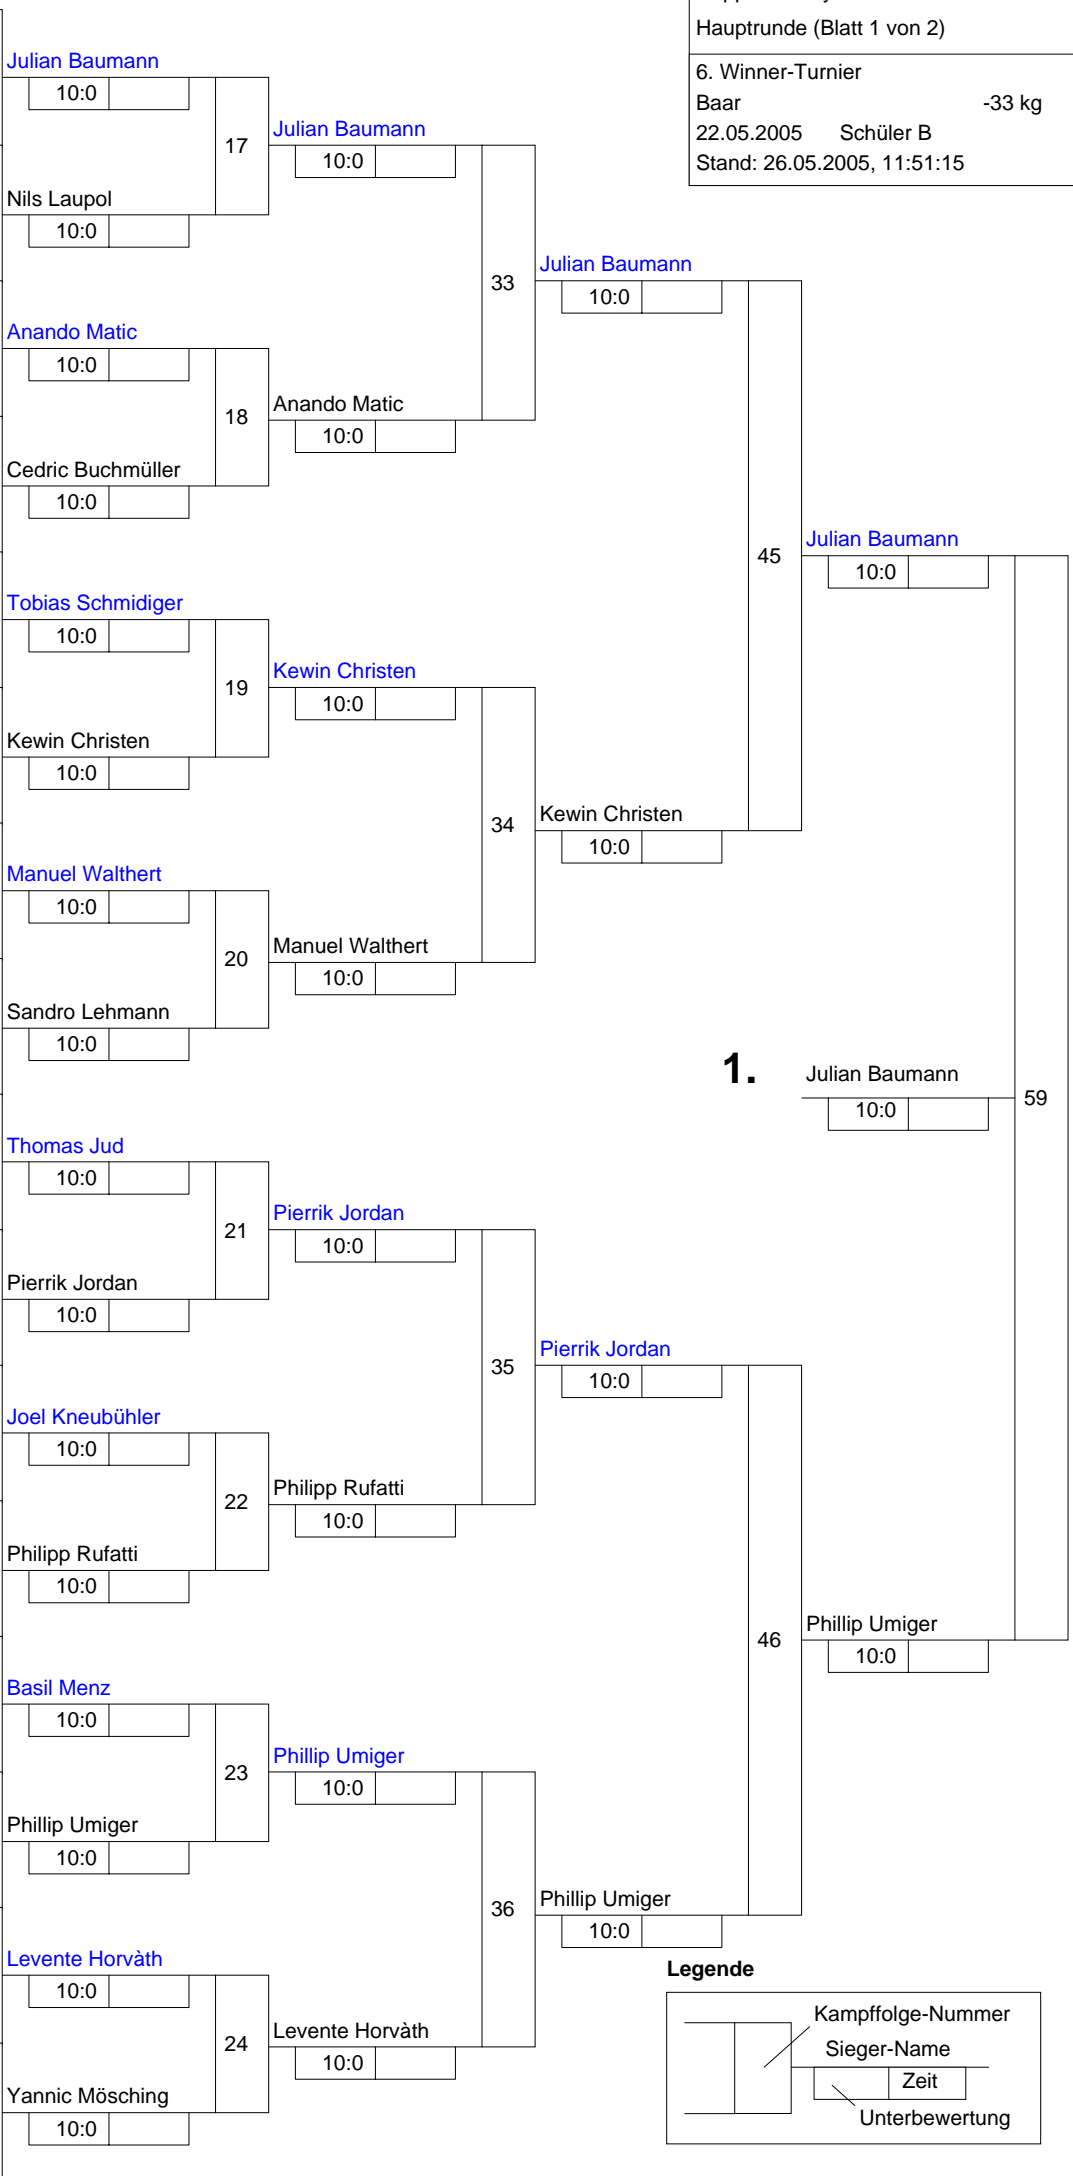 Hauptrunde (Blatt 1 von 2)
6. Winner-Turnier
Baar -33 kg
22.05.2005 Schüler B
Stand: 26.05.2005, 11:51:15
Julian Baumann
10:0
17
Nils Laupol
10:0
Anando Matic
10:0
18
Cedric Buchmüller
10:0
Tobias Schmidiger
10:0
19
Kewin Christen
10:0
Manuel Walthert
10:0
20
Sandro Lehmann
10:0
Thomas Jud
10:0
21
Pierrik Jordan
10:0
Joel Kneubühler
10:0
22
Philipp Rufatti
10:0
Basil Menz
10:0
23
Phillip Umiger
10:0
Levente Horvàth
10:0
24
Yannic Mösching
10:0
Julian Baumann
10:0
33
Anando Matic
10:0
Kewin Christen
10:0
34
Manuel Walthert
10:0
Pierrik Jordan
10:0
35
Philipp Rufatti
10:0
Phillip Umiger
10:0
36
Levente Horvàth
10:0
Julian Baumann
10:0
45
Kewin Christen
10:0
Pierrik Jordan
10:0
46
Phillip Umiger
10:0
Julian Baumann
10:0
59
1. Julian Baumann
10:0
Phillip Umiger
10:0
Legende
Kampffolge-Nummer
Sieger-Name
Zeit
Unterbewertung